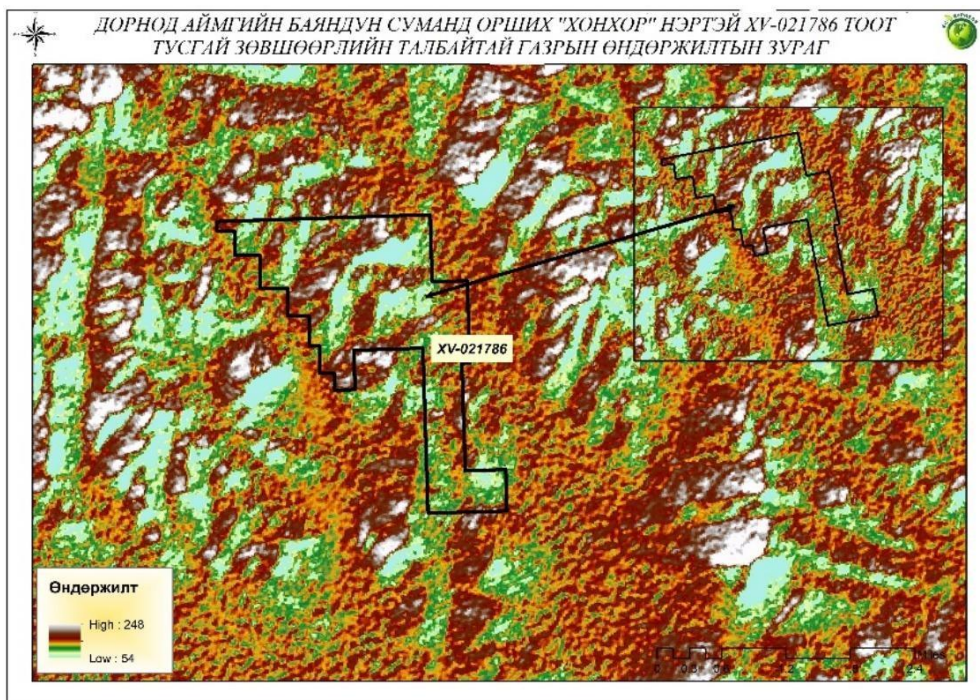 ДОРНОД АЙМГИЙН БАЯНДУН СУМАНД ОРШИХ "ХОНХОР" НЭРТЭЙ XV-021786 ТООТ
ТУСГАЙ ЗӨВШӨӨРЛИЙН ТАЛБАЙТАЙ ГАЗРЫН ӨНДӨРЖИЛТЫН ЗУРАГ
XV-021786
Өндөржилт
High : 248
Low : 54